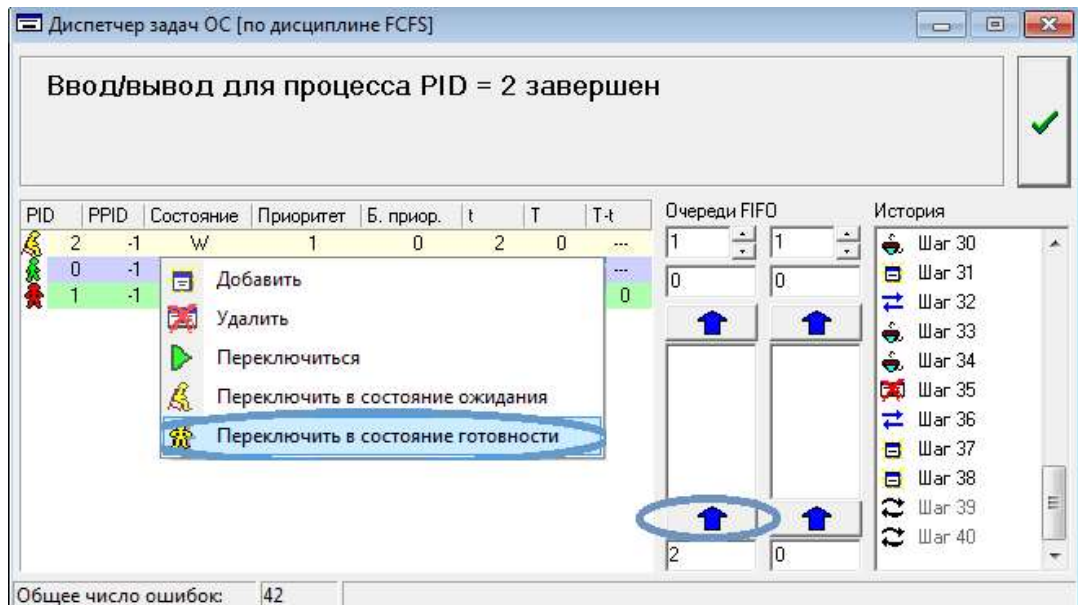 Диспетчер задач ОС [по дисциплине FCFS]
Ввод/вывод для процесса PID = 2 завершен
PID PPID Состояние Приоритет Б. приор. t T T-t
2 -1 W 1 0 2 0 ---
0 -1 ---
1 -1 0
Добавить
Удалить
Переключиться
Переключить в состояние ожидания
Переключить в состояние готовности
Очереди FIFO
1 1
0 0
2 0
История
Шаг 30
Шаг 31
Шаг 32
Шаг 33
Шаг 34
Шаг 35
Шаг 36
Шаг 37
Шаг 38
Шаг 39
Шаг 40
Общее число ошибок: 42